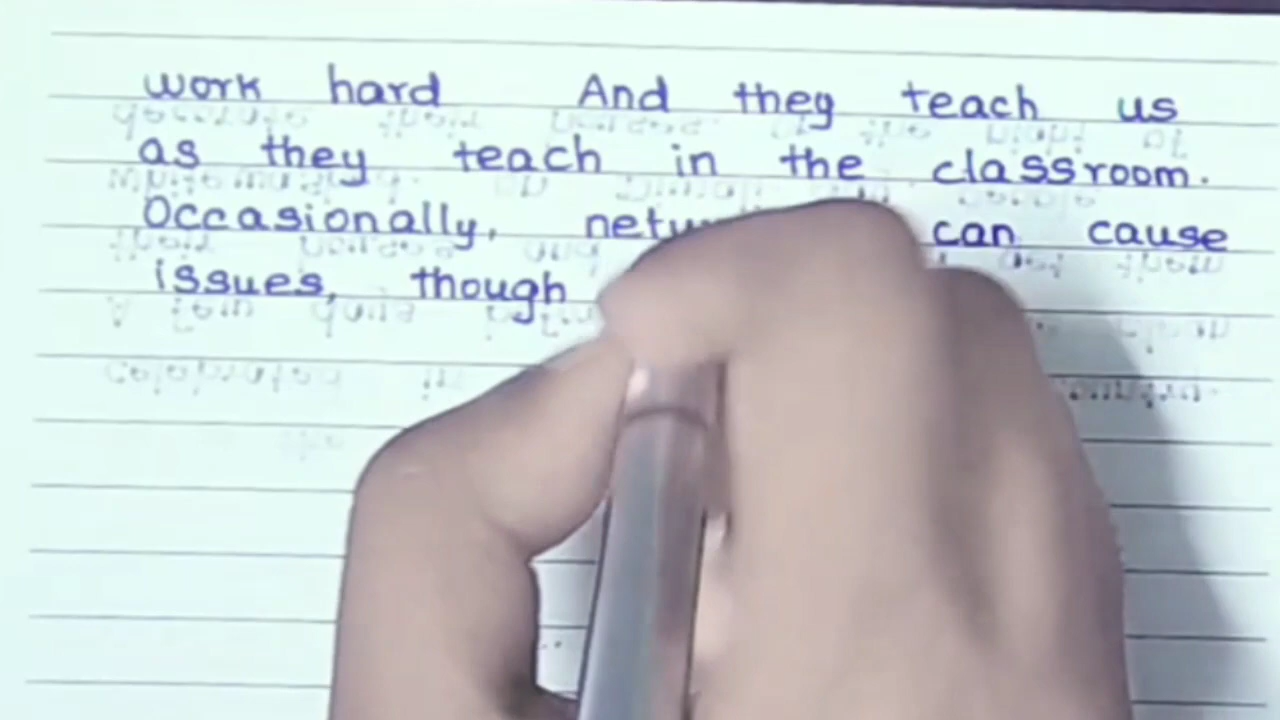 work hard And they teach us
as they teach in the classroom.
Occasionally, can cause
issues, though